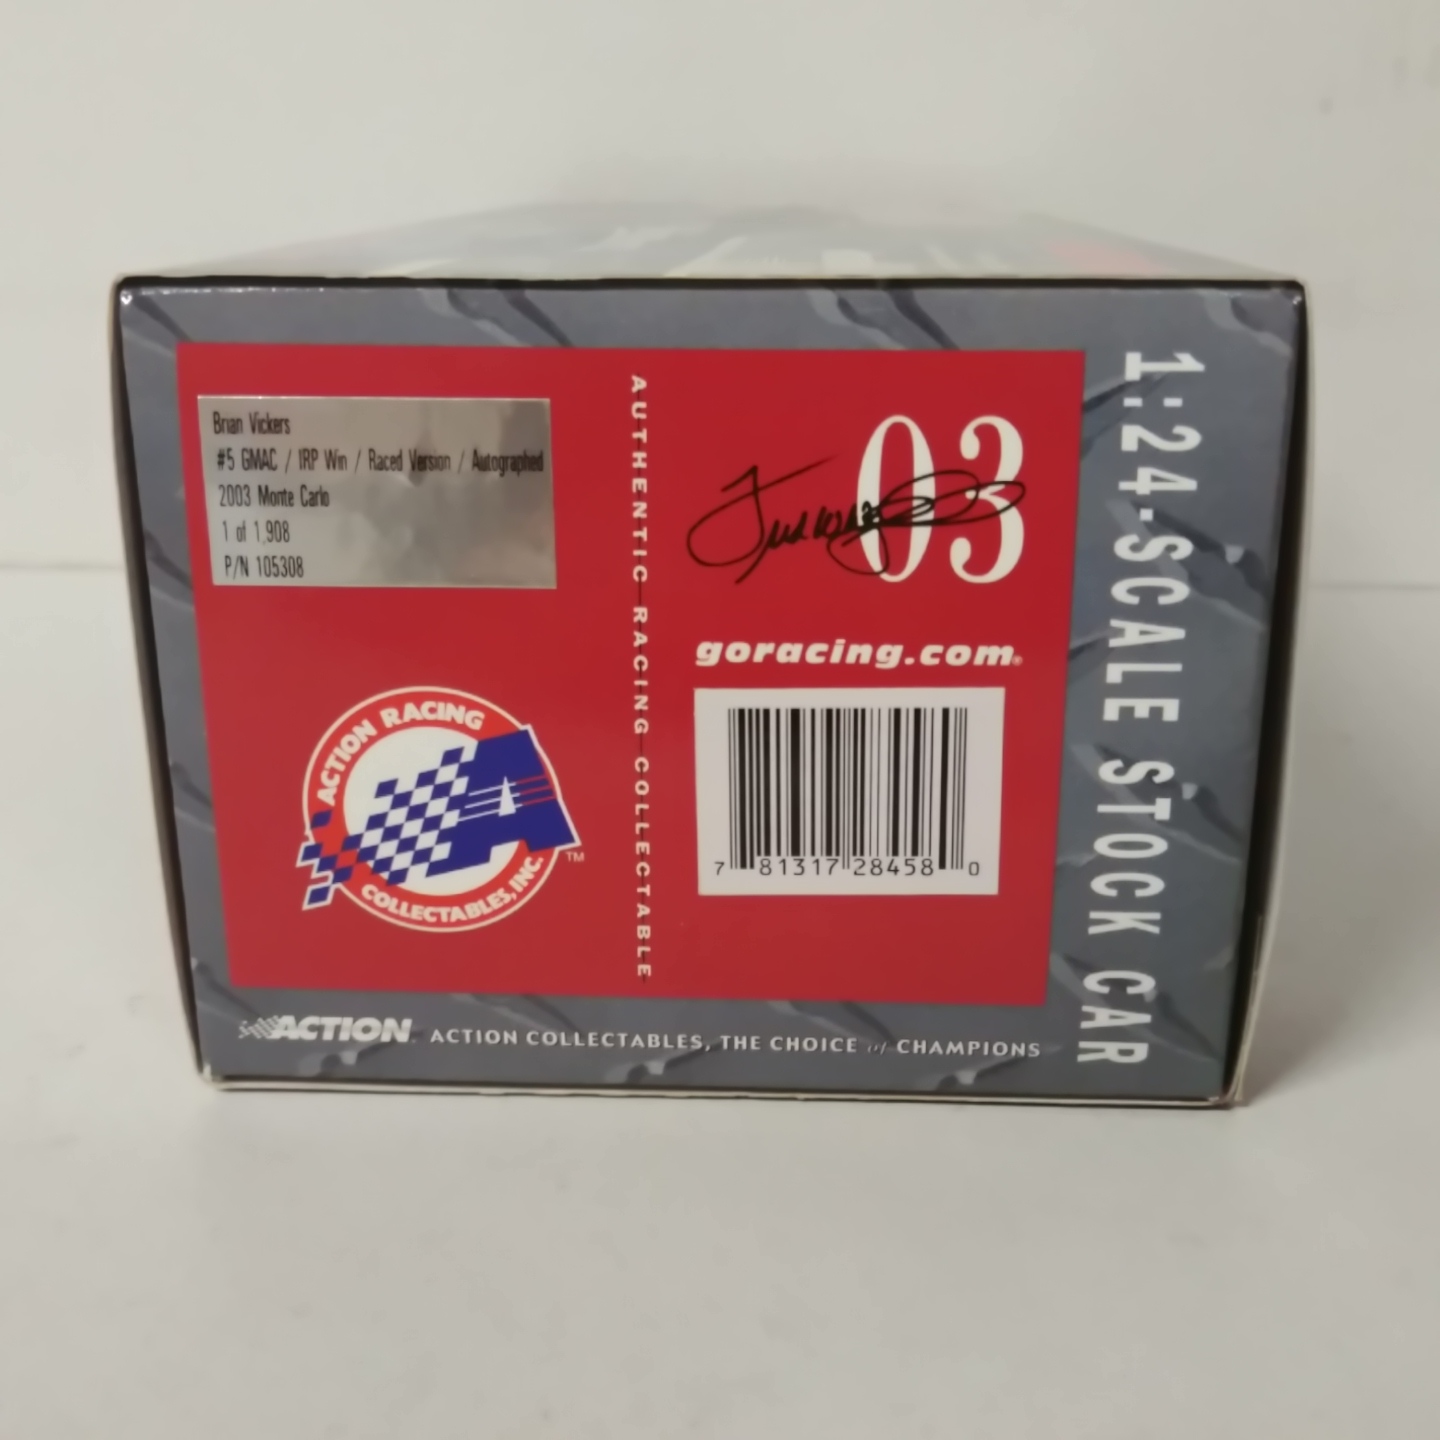 Brian Vickers
#5 GMAC / IRP Win / Raced Version / Autographed
2003 Monte Carlo
1 of 1,908
P/N 105308
ACTION RACING
COLLECTABLES, INC.
TM
AUTHENTIC RACING COLLECTABLE
03
goracing.com®
7 81317 28458 0
1:24-SCALE STOCK CAR
ACTION ACTION COLLECTABLES, THE CHOICE of CHAMPIONS